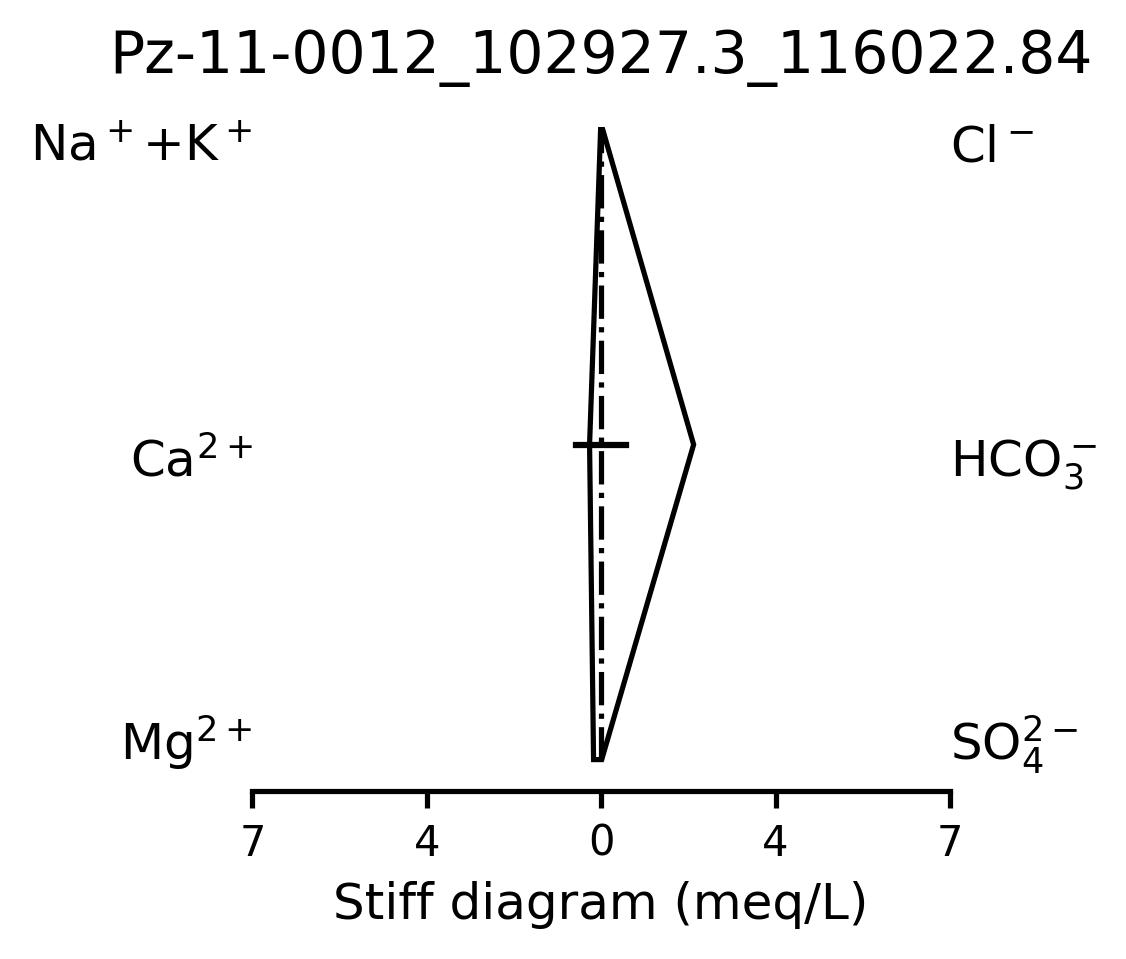 Pz-11-0012_102927.3_116022.84
Na⁺+K⁺ Cl⁻
Ca²⁺ HCO₃⁻
Mg²⁺ SO₄²⁻
7 4 0 4 7
Stiff diagram (meq/L)